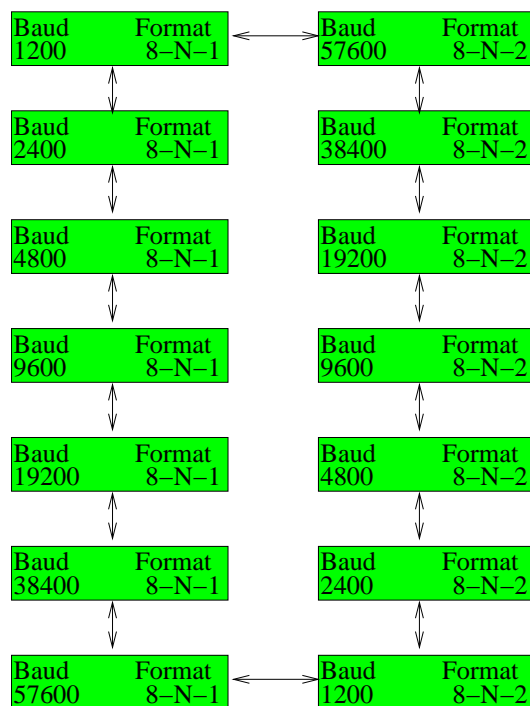 Baud Format
1200 8–N–1
Baud Format
57600 8–N–2
Baud Format
2400 8–N–1
Baud Format
38400 8–N–2
Baud Format
4800 8–N–1
Baud Format
19200 8–N–2
Baud Format
9600 8–N–1
Baud Format
9600 8–N–2
Baud Format
19200 8–N–1
Baud Format
4800 8–N–2
Baud Format
38400 8–N–1
Baud Format
2400 8–N–2
Baud Format
57600 8–N–1
Baud Format
1200 8–N–2